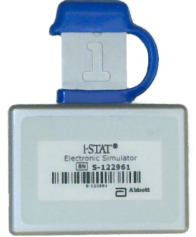 1
i-STAT®
Electronic Simulator
SN S-122961
S-122961
Abbott